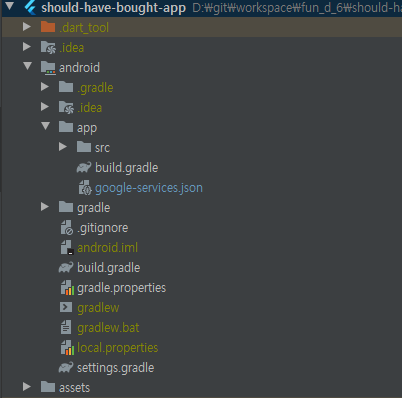 should-have-bought-app D:₩git₩workspace₩fun_d_6₩should-ha
.dart_tool
.idea
android
.gradle
.idea
app
src
build.gradle
google-services.json
gradle
.gitignore
android.iml
build.gradle
gradle.properties
gradlew
gradlew.bat
local.properties
settings.gradle
assets